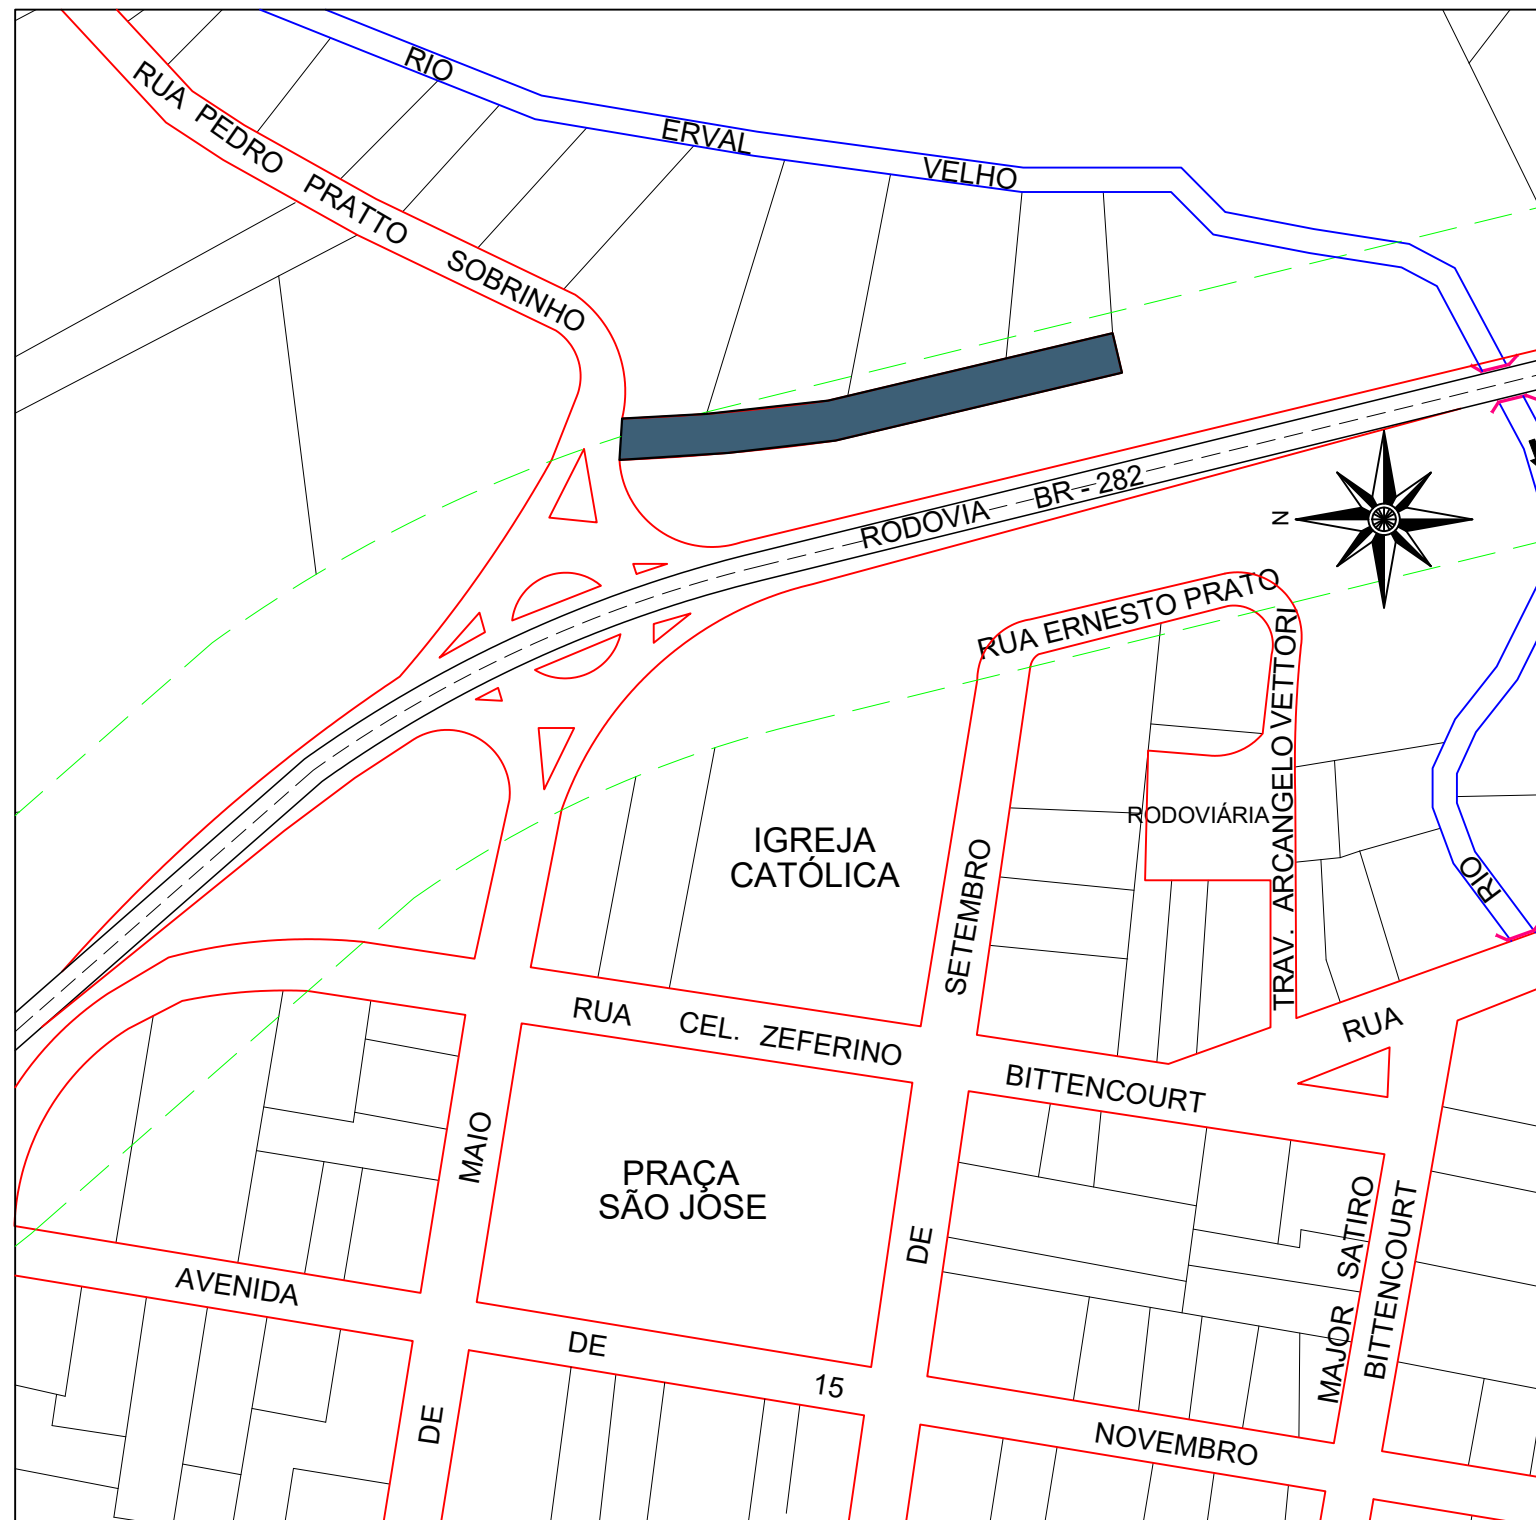 RIO
ERVAL
VELHO
RUA PEDRO PRATTO SOBRINHO
RODOVIA BR - 282
N
RUA ERNESTO PRATO
TRAV. ARCANGELO VETTORI
RODOVIÁRIA
IGREJA
CATÓLICA
SETEMBRO
RIO
RUA CEL. ZEFERINO
BITTENCOURT
RUA
MAIO
PRAÇA
SÃO JOSE
DE
MAJOR SATIRO
BITTENCOURT
AVENIDA
DE
15
DE
NOVEMBRO